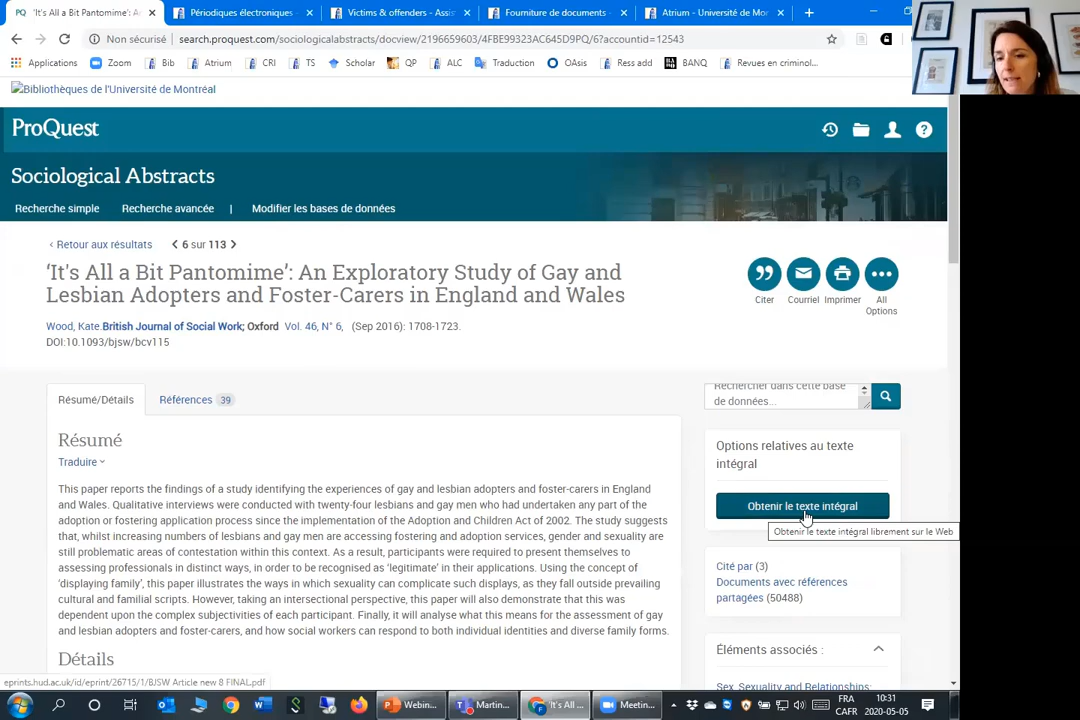 'It's All a Bit Pantomime': A
Périodiques électroniques
Victims & offenders - Assis
Fourniture de documents
Atrium - Université de Mo
Non sécurisé
search.proquest.com/sociologicalabstracts/docview/2196659603/4FBE99323AC645D9PQ/6?accountid=12543
Applications
Zoom
Bib
Atrium
CRI
TS
Scholar
QP
ALC
Traduction
OAsis
Ress add
BANQ
Revues en criminol...
Bibliothèques de l'Université de Montréal
ProQuest
Sociological Abstracts
Recherche simple
Recherche avancée
|
Modifier les bases de données
Retour aux résultats
6 sur 113
'It's All a Bit Pantomime': An Exploratory Study of Gay and
Lesbian Adopters and Foster-Carers in England and Wales
Wood, Kate.British Journal of Social Work; Oxford Vol. 46, N° 6, (Sep 2016): 1708-1723.
DOI:10.1093/bjsw/bcv115
Citer
Courriel
Imprimer
All
Options
Résumé/Détails
Références 39
Résumé
Traduire
This paper reports the findings of a study identifying the experiences of gay and lesbian adopters and foster-carers in England
and Wales. Qualitative interviews were conducted with twenty-four lesbians and gay men who had undertaken any part of the
adoption or fostering application process since the implementation of the Adoption and Children Act of 2002. The study suggests
that, whilst increasing numbers of lesbians and gay men are accessing fostering and adoption services, gender and sexuality are
still problematic areas of contestation within this context. As a result, participants were required to present themselves to
assessing professionals in distinct ways, in order to be recognised as 'legitimate' in their applications. Using the concept of
'displaying family', this paper illustrates the ways in which sexuality can complicate such displays, as they fall outside prevailing
cultural and familial scripts. However, taking an intersectional perspective, this paper will also demonstrate that this was
dependent upon the complex subjectivities of each participant. Finally, it will analyse what this means for the assessment of gay
and lesbian adopters and foster-carers, and how social workers can respond to both individual identities and diverse family forms.
Détails
Rechercher dans cette base
de données...
Options relatives au texte
intégral
Obtenir le texte intégral
Obtenir le texte intégral librement sur le Web
Cité par (3)
Documents avec références
partagées (50488)
Éléments associés :
Sex, Sexuality and Relationships:
eprints.hud.ac.uk/id/eprint/26715/1/BJSW Article new 8 FINAL.pdf
Webin...
Martin...
'It's All ...
Meetin...
FRA
CAFR
10:31
2020-05-05